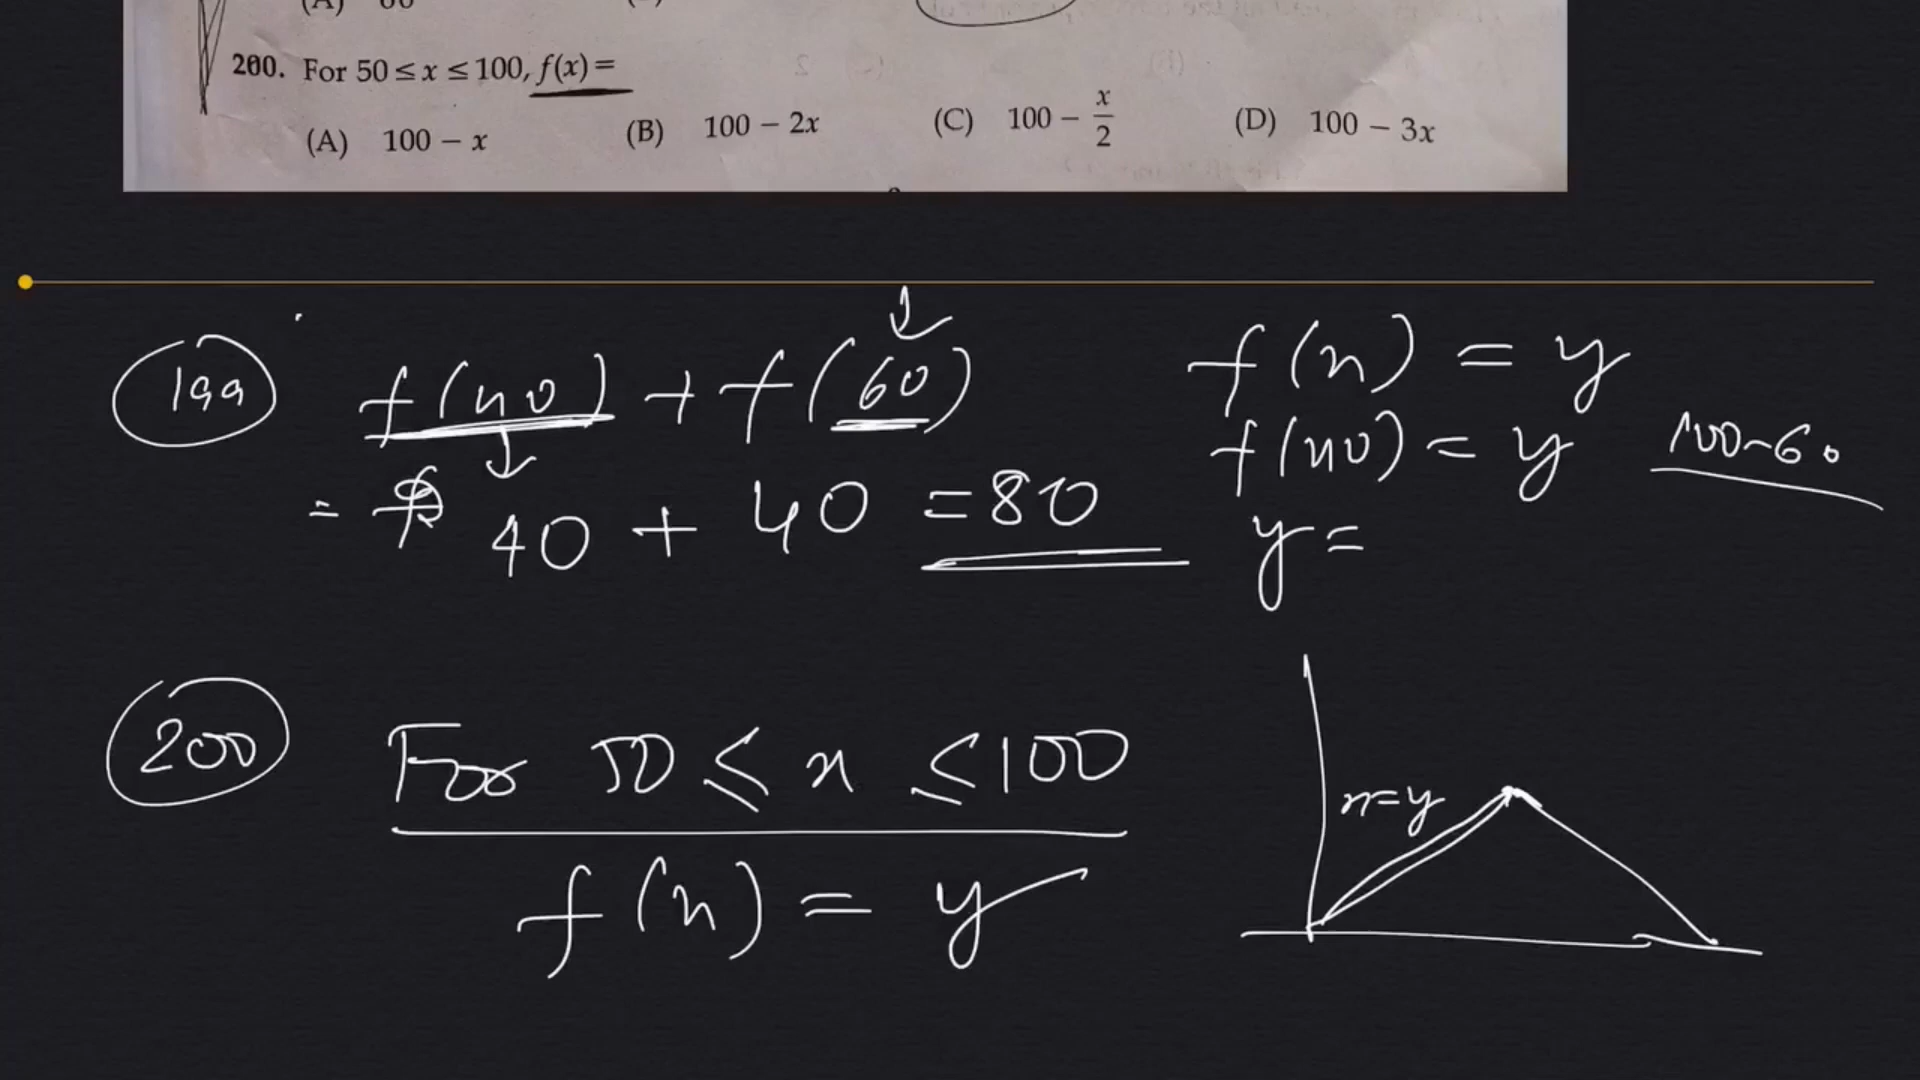 200. For 50 ≤ x ≤ 100, f(x) =
(A) 100 − x (B) 100 − 2x (C) 100 − x/2 (D) 100 − 3x
199 f(40) + f(60)
= 40 + 40 = 80
f(x) = y
f(40) = y 100-60
y =
200 For 50 ≤ x ≤ 100
f(x) = y
x=y